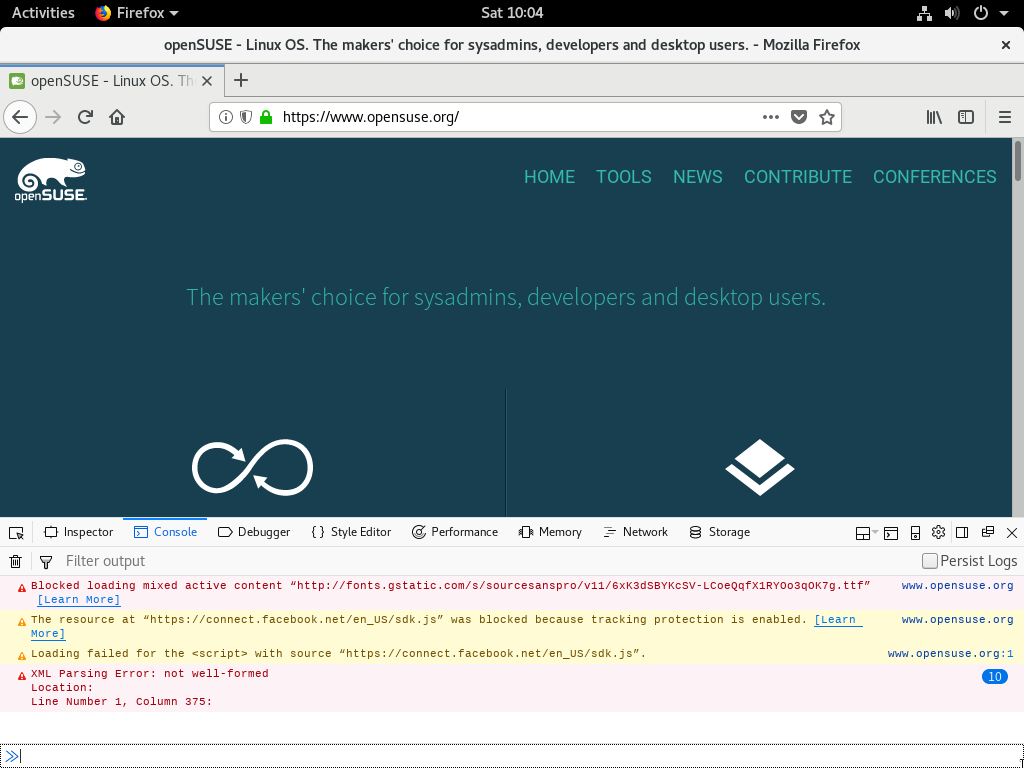 Activities Firefox Sat 10:04
openSUSE - Linux OS. The makers' choice for sysadmins, developers and desktop users. - Mozilla Firefox
openSUSE - Linux OS. Th
https://www.opensuse.org/
openSUSE.
HOME TOOLS NEWS CONTRIBUTE CONFERENCES
The makers' choice for sysadmins, developers and desktop users.
Inspector Console Debugger Style Editor Performance Memory Network Storage
Filter output Persist Logs
Blocked loading mixed active content “http://fonts.gstatic.com/s/sourcesanspro/v11/6xK3dSBYKcSV-LCoeQqfX1RYOo3qOK7g.ttf” www.opensuse.org
[Learn More]
The resource at “https://connect.facebook.net/en_US/sdk.js” was blocked because tracking protection is enabled. [Learn www.opensuse.org
More]
Loading failed for the <script> with source “https://connect.facebook.net/en_US/sdk.js”. www.opensuse.org:1
XML Parsing Error: not well-formed 10
Location:
Line Number 1, Column 375: